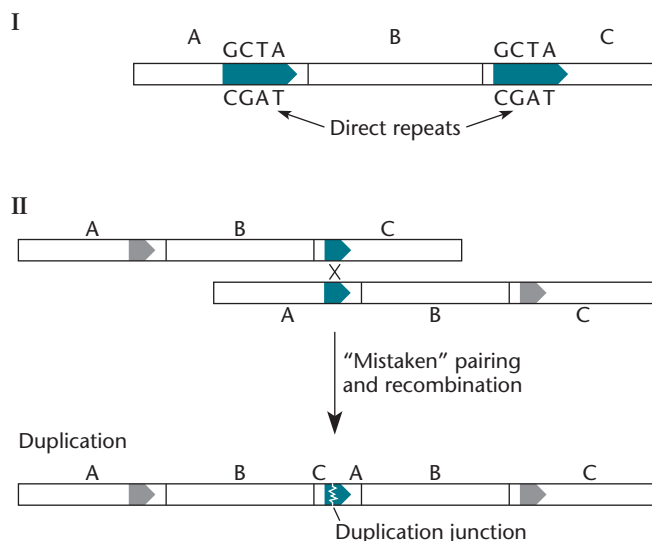 I
A B C
GCTA GCTA
CGAT CGAT
Direct repeats
II
A B C
X
A B C
“Mistaken” pairing
and recombination
Duplication
A B C A B C
Duplication junction